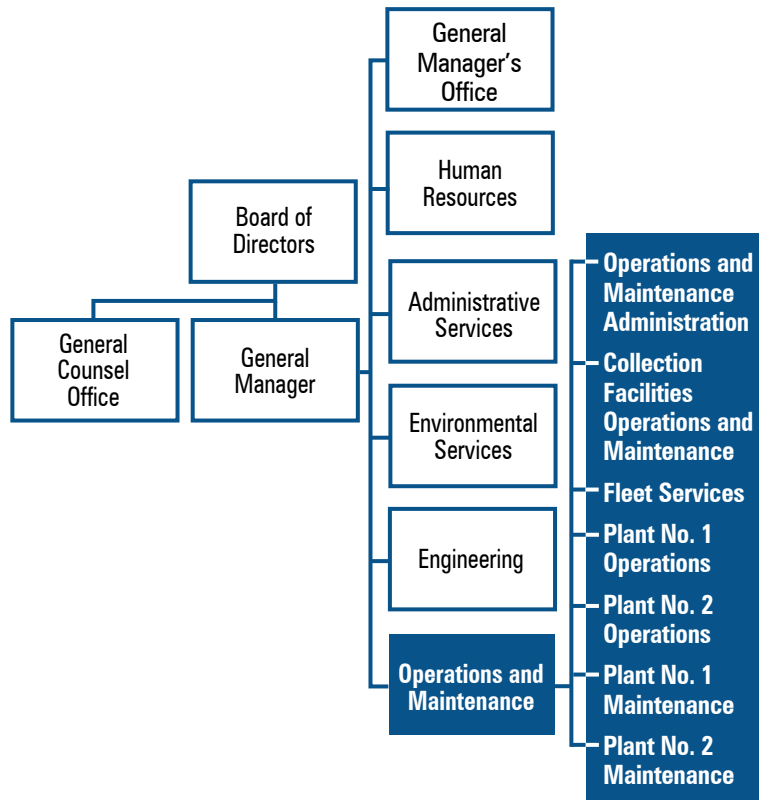 General
Manager's
Office
Human
Resources
Board of
Directors
Administrative
Services
General
Counsel
Office
General
Manager
Environmental
Services
Engineering
Operations and
Maintenance
Operations and
Maintenance
Administration
Collection
Facilities
Operations and
Maintenance
Fleet Services
Plant No. 1
Operations
Plant No. 2
Operations
Plant No. 1
Maintenance
Plant No. 2
Maintenance